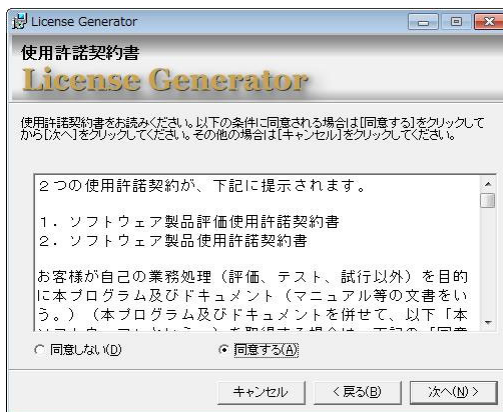 License Generator
使用許諾契約書
License Generator
使用許諾契約書をお読みください。以下の条件に同意される場合は[同意する]をクリックして
から[次へ]をクリックしてください。その他の場合は[キャンセル]をクリックしてください。
２つの使用許諾契約が、下記に提示されます。
１．ソフトウェア製品評価使用許諾契約書
２．ソフトウェア製品使用許諾契約書
お客様が自己の業務処理（評価、テスト、試行以外）を目的
に本プログラム及びドキュメント（マニュアル等の文書をい
う。）（本プログラム及びドキュメントを併せて、以下「本
同意しない(D)
同意する(A)
キャンセル
< 戻る(B)
次へ(N) >